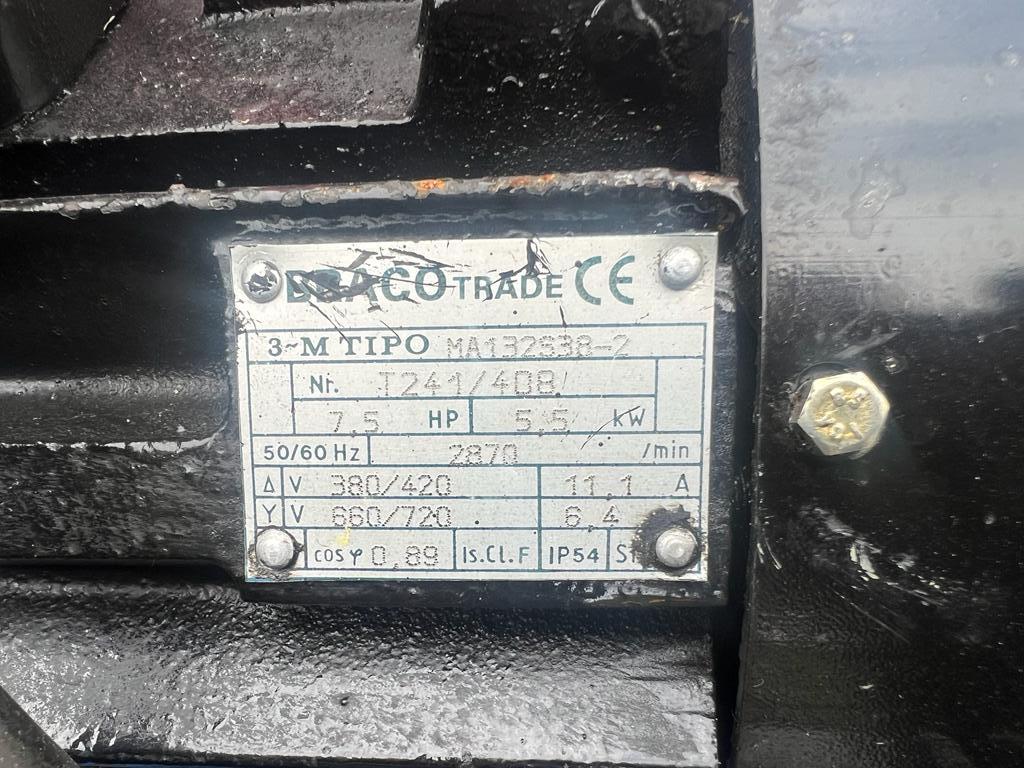 DRACO TRADE CE
3~M TIPO MA132S38-2
Nr. T241/408
7,5 HP 5,5 kW
50/60 Hz 2870 /min
Δ V 380/420 11,1 A
Y V 660/720 6,4
cos φ 0,89 Is.Cl.F IP54